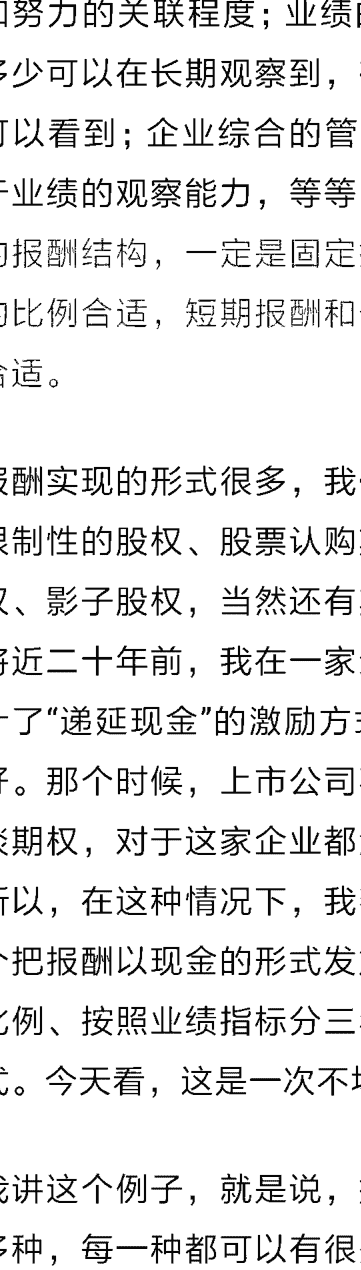 努力的关联程度；业绩
少可以在长期观察到，
可以看到；企业综合的管
业绩的观察能力，等等
的报酬结构，一定是固定
的比例合适，短期报酬和
合适。
报酬实现的形式很多，我
限制性的股权、股票认购
、影子股权，当然还有
将近二十年前，我在一家
了“递延现金”的激励方
好。那个时候，上市公司
期权，对于这家企业都
所以，在这种情况下，我
把报酬以现金的形式发
比例、按照业绩指标分三
式。今天看，这是一次不
我讲这个例子，就是说，
多种，每一种都可以有很